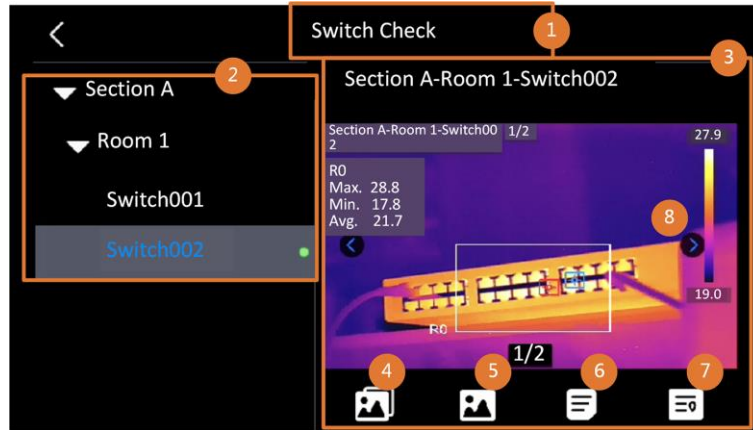 Switch Check
1
2
3
Section A
Room 1
Switch001
Switch002
Section A-Room 1-Switch002
Section A-Room 1-Switch00
2
1/2
27.9
R0
Max. 28.8
Min. 17.8
Avg. 21.7
8
19.0
R0
1/2
4
5
6
7